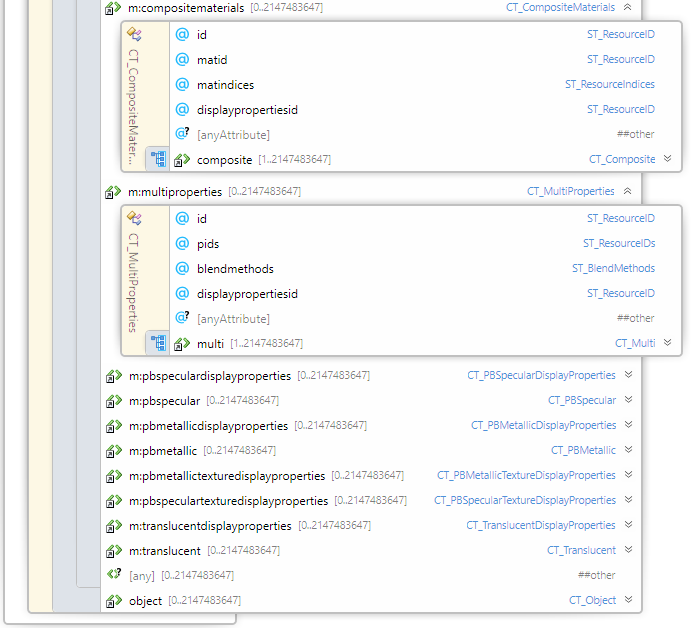 m:compositematerials [0..2147483647] CT_CompositeMaterials
CT_CompositeMater...
@ id ST_ResourceID
@ matid ST_ResourceID
@ matindices ST_ResourceIndices
@ displaypropertiesid ST_ResourceID
@? [anyAttribute] ##other
composite [1..2147483647] CT_Composite
m:multiproperties [0..2147483647] CT_MultiProperties
CT_MultiProperties
@ id ST_ResourceID
@ pids ST_ResourceIDs
@ blendmethods ST_BlendMethods
@ displaypropertiesid ST_ResourceID
@? [anyAttribute] ##other
multi [1..2147483647] CT_Multi
m:pbspeculardisplayproperties [0..2147483647] CT_PBSpecularDisplayProperties
m:pbspecular [0..2147483647] CT_PBSpecular
m:pbmetallicdisplayproperties [0..2147483647] CT_PBMetallicDisplayProperties
m:pbmetallic [0..2147483647] CT_PBMetallic
m:pbmetallictexturedisplayproperties [0..2147483647] CT_PBMetallicTextureDisplayProperties
m:pbspeculartexturedisplayproperties [0..2147483647] CT_PBSpecularTextureDisplayProperties
m:translucentdisplayproperties [0..2147483647] CT_TranslucentDisplayProperties
m:translucent [0..2147483647] CT_Translucent
[any] [0..2147483647] ##other
object [0..2147483647] CT_Object